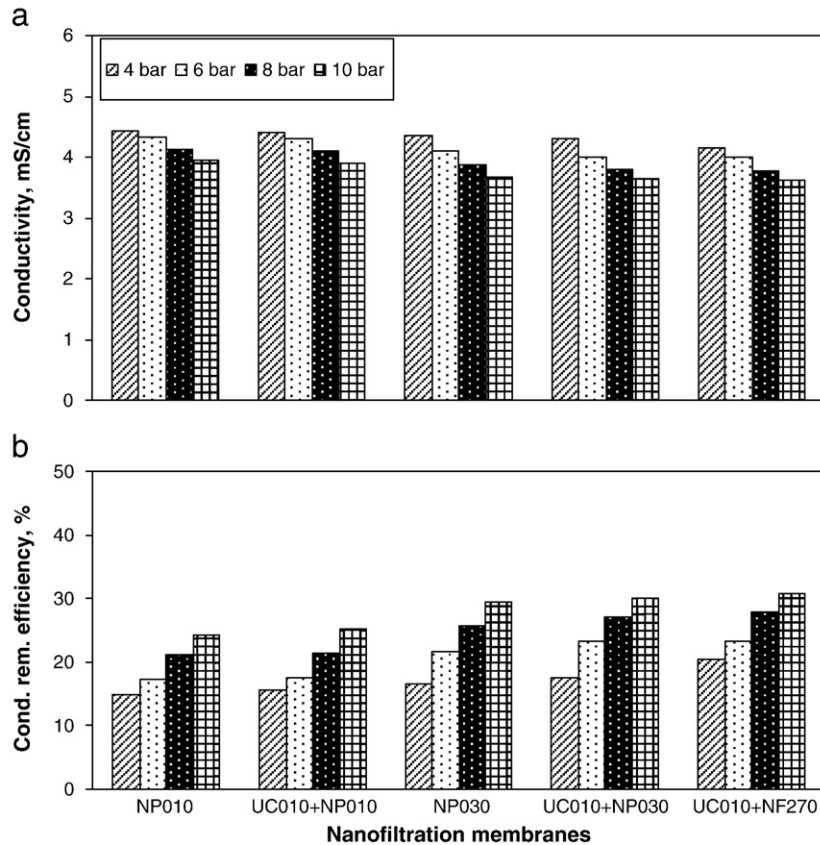 a
6
5
4
3
2
1
0
Conductivity, mS/cm
4 bar 6 bar 8 bar 10 bar
b
50
40
30
20
10
0
Cond. rem. efficiency, %
NP010 UC010+NP010 NP030 UC010+NP030 UC010+NF270
Nanofiltration membranes